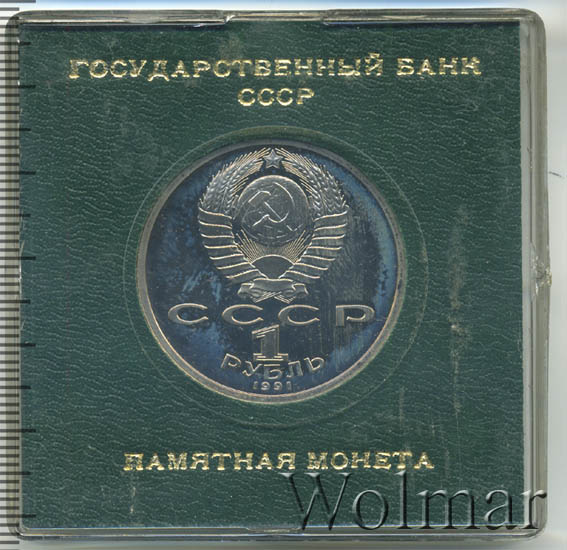 ГОСУДАРСТВЕННЫЙ БАНК
СССР
СССР
1
РУБЛЬ
1991
ПАМЯТНАЯ МОНЕТА
Wolmar